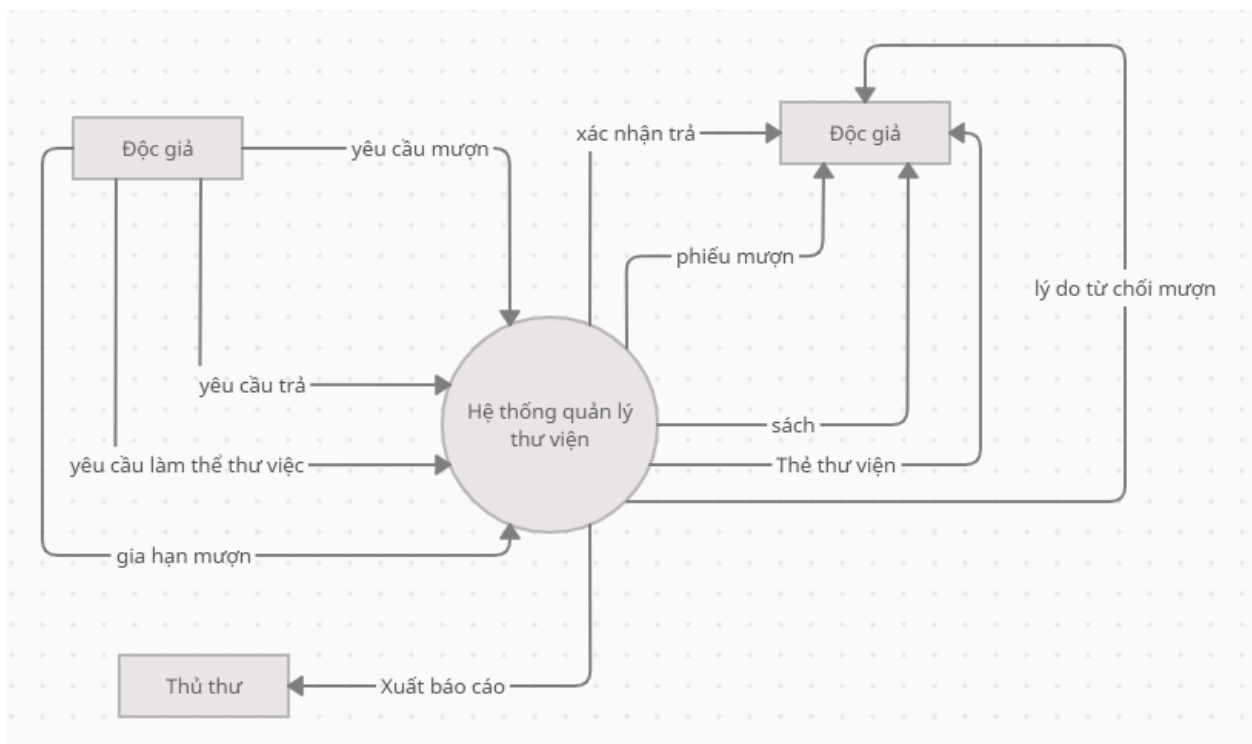 xác nhận trả
Độc giả
Độc giả
yêu cầu mượn
phiếu mượn
lý do từ chối mượn
yêu cầu trả
Hệ thống quản lý
thư viện
sách
yêu cầu làm thể thư việc
Thẻ thư viện
gia hạn mượn
Thủ thư
Xuất báo cáo